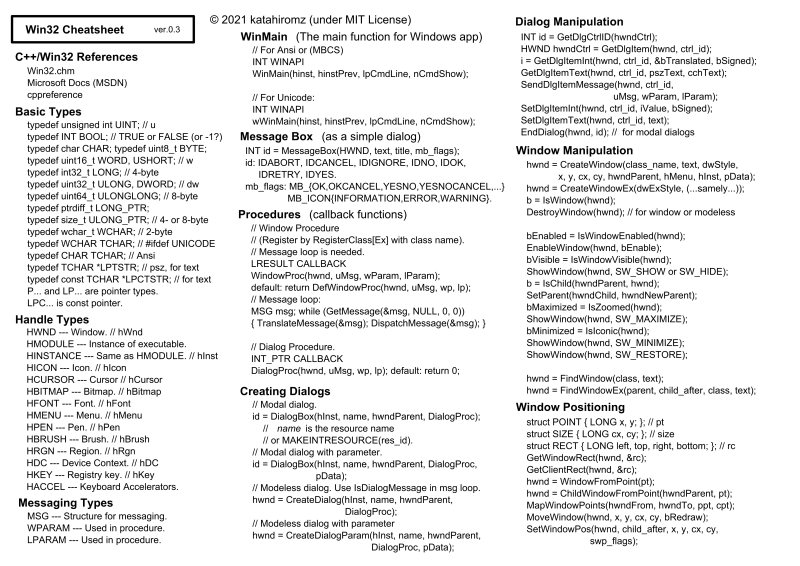 Win32 Cheatsheet ver.0.3
© 2021 katahiromz (under MIT License)
C++/Win32 References
Win32.chm
Microsoft Docs (MSDN)
cppreference
Basic Types
typedef unsigned int UINT; // u
typedef INT BOOL; // TRUE or FALSE (or -1?)
typedef char CHAR; typedef uint8_t BYTE;
typedef uint16_t WORD, USHORT; // w
typedef int32_t LONG; // 4-byte
typedef uint32_t ULONG, DWORD; // dw
typedef uint64_t ULONGLONG; // 8-byte
typedef ptrdiff_t LONG_PTR;
typedef size_t ULONG_PTR; // 4- or 8-byte
typedef wchar_t WCHAR; // 2-byte
typedef WCHAR TCHAR; // #ifdef UNICODE
typedef CHAR TCHAR; // Ansi
typedef TCHAR *LPTSTR; // psz, for text
typedef const TCHAR *LPCTSTR; // for text
P... and LP... are pointer types.
LPC... is const pointer.
Handle Types
HWND --- Window. // hWnd
HMODULE --- Instance of executable.
HINSTANCE --- Same as HMODULE. // hInst
HICON --- Icon. // hIcon
HCURSOR --- Cursor // hCursor
HBITMAP --- Bitmap. // hBitmap
HFONT --- Font. // hFont
HMENU --- Menu. // hMenu
HPEN --- Pen. // hPen
HBRUSH --- Brush. // hBrush
HRGN --- Region. // hRgn
HDC --- Device Context. // hDC
HKEY --- Registry key. // hKey
HACCEL --- Keyboard Accelerators.
Messaging Types
MSG --- Structure for messaging.
WPARAM --- Used in procedure.
LPARAM --- Used in procedure.
WinMain (The main function for Windows app)
// For Ansi or (MBCS)
INT WINAPI
WinMain(hinst, hinstPrev, lpCmdLine, nCmdShow);
// For Unicode:
INT WINAPI
wWinMain(hinst, hinstPrev, lpCmdLine, nCmdShow);
Message Box (as a simple dialog)
INT id = MessageBox(HWND, text, title, mb_flags);
id: IDABORT, IDCANCEL, IDIGNORE, IDNO, IDOK,
IDRETRY, IDYES.
mb_flags: MB_{OK,OKCANCEL,YESNO,YESNOCANCEL,...}
MB_ICON{INFORMATION,ERROR,WARNING}.
Procedures (callback functions)
// Window Procedure
// (Register by RegisterClass[Ex] with class name).
// Message loop is needed.
LRESULT CALLBACK
WindowProc(hwnd, uMsg, wParam, lParam);
default: return DefWindowProc(hwnd, uMsg, wp, lp);
// Message loop:
MSG msg; while (GetMessage(&msg, NULL, 0, 0))
{ TranslateMessage(&msg); DispatchMessage(&msg); }
// Dialog Procedure.
INT_PTR CALLBACK
DialogProc(hwnd, uMsg, wp, lp); default: return 0;
Creating Dialogs
// Modal dialog.
id = DialogBox(hInst, name, hwndParent, DialogProc);
// name is the resource name
// or MAKEINTRESOURCE(res_id).
// Modal dialog with parameter.
id = DialogBox(hInst, name, hwndParent, DialogProc,
pData);
// Modeless dialog. Use IsDialogMessage in msg loop.
hwnd = CreateDialog(hInst, name, hwndParent,
DialogProc);
// Modeless dialog with parameter
hwnd = CreateDialogParam(hInst, name, hwndParent,
DialogProc, pData);
Dialog Manipulation
INT id = GetDlgCtrlID(hwndCtrl);
HWND hwndCtrl = GetDlgItem(hwnd, ctrl_id);
i = GetDlgItemInt(hwnd, ctrl_id, &bTranslated, bSigned);
GetDlgItemText(hwnd, ctrl_id, pszText, cchText);
SendDlgItemMessage(hwnd, ctrl_id,
uMsg, wParam, lParam);
SetDlgItemInt(hwnd, ctrl_id, iValue, bSigned);
SetDlgItemText(hwnd, ctrl_id, text);
EndDialog(hwnd, id); // for modal dialogs
Window Manipulation
hwnd = CreateWindow(class_name, text, dwStyle,
x, y, cx, cy, hwndParent, hMenu, hInst, pData);
hwnd = CreateWindowEx(dwExStyle, (...samely...));
b = IsWindow(hwnd);
DestroyWindow(hwnd); // for window or modeless
bEnabled = IsWindowEnabled(hwnd);
EnableWindow(hwnd, bEnable);
bVisible = IsWindowVisible(hwnd);
ShowWindow(hwnd, SW_SHOW or SW_HIDE);
b = IsChild(hwndParent, hwnd);
SetParent(hwndChild, hwndNewParent);
bMaximized = IsZoomed(hwnd);
ShowWindow(hwnd, SW_MAXIMIZE);
bMinimized = IsIconic(hwnd);
ShowWindow(hwnd, SW_MINIMIZE);
ShowWindow(hwnd, SW_RESTORE);
hwnd = FindWindow(class, text);
hwnd = FindWindowEx(parent, child_after, class, text);
Window Positioning
struct POINT { LONG x, y; }; // pt
struct SIZE { LONG cx, cy; }; // size
struct RECT { LONG left, top, right, bottom; }; // rc
GetWindowRect(hwnd, &rc);
GetClientRect(hwnd, &rc);
hwnd = WindowFromPoint(pt);
hwnd = ChildWindowFromPoint(hwndParent, pt);
MapWindowPoints(hwndFrom, hwndTo, ppt, cpt);
MoveWindow(hwnd, x, y, cx, cy, bRedraw);
SetWindowPos(hwnd, child_after, x, y, cx, cy,
swp_flags);